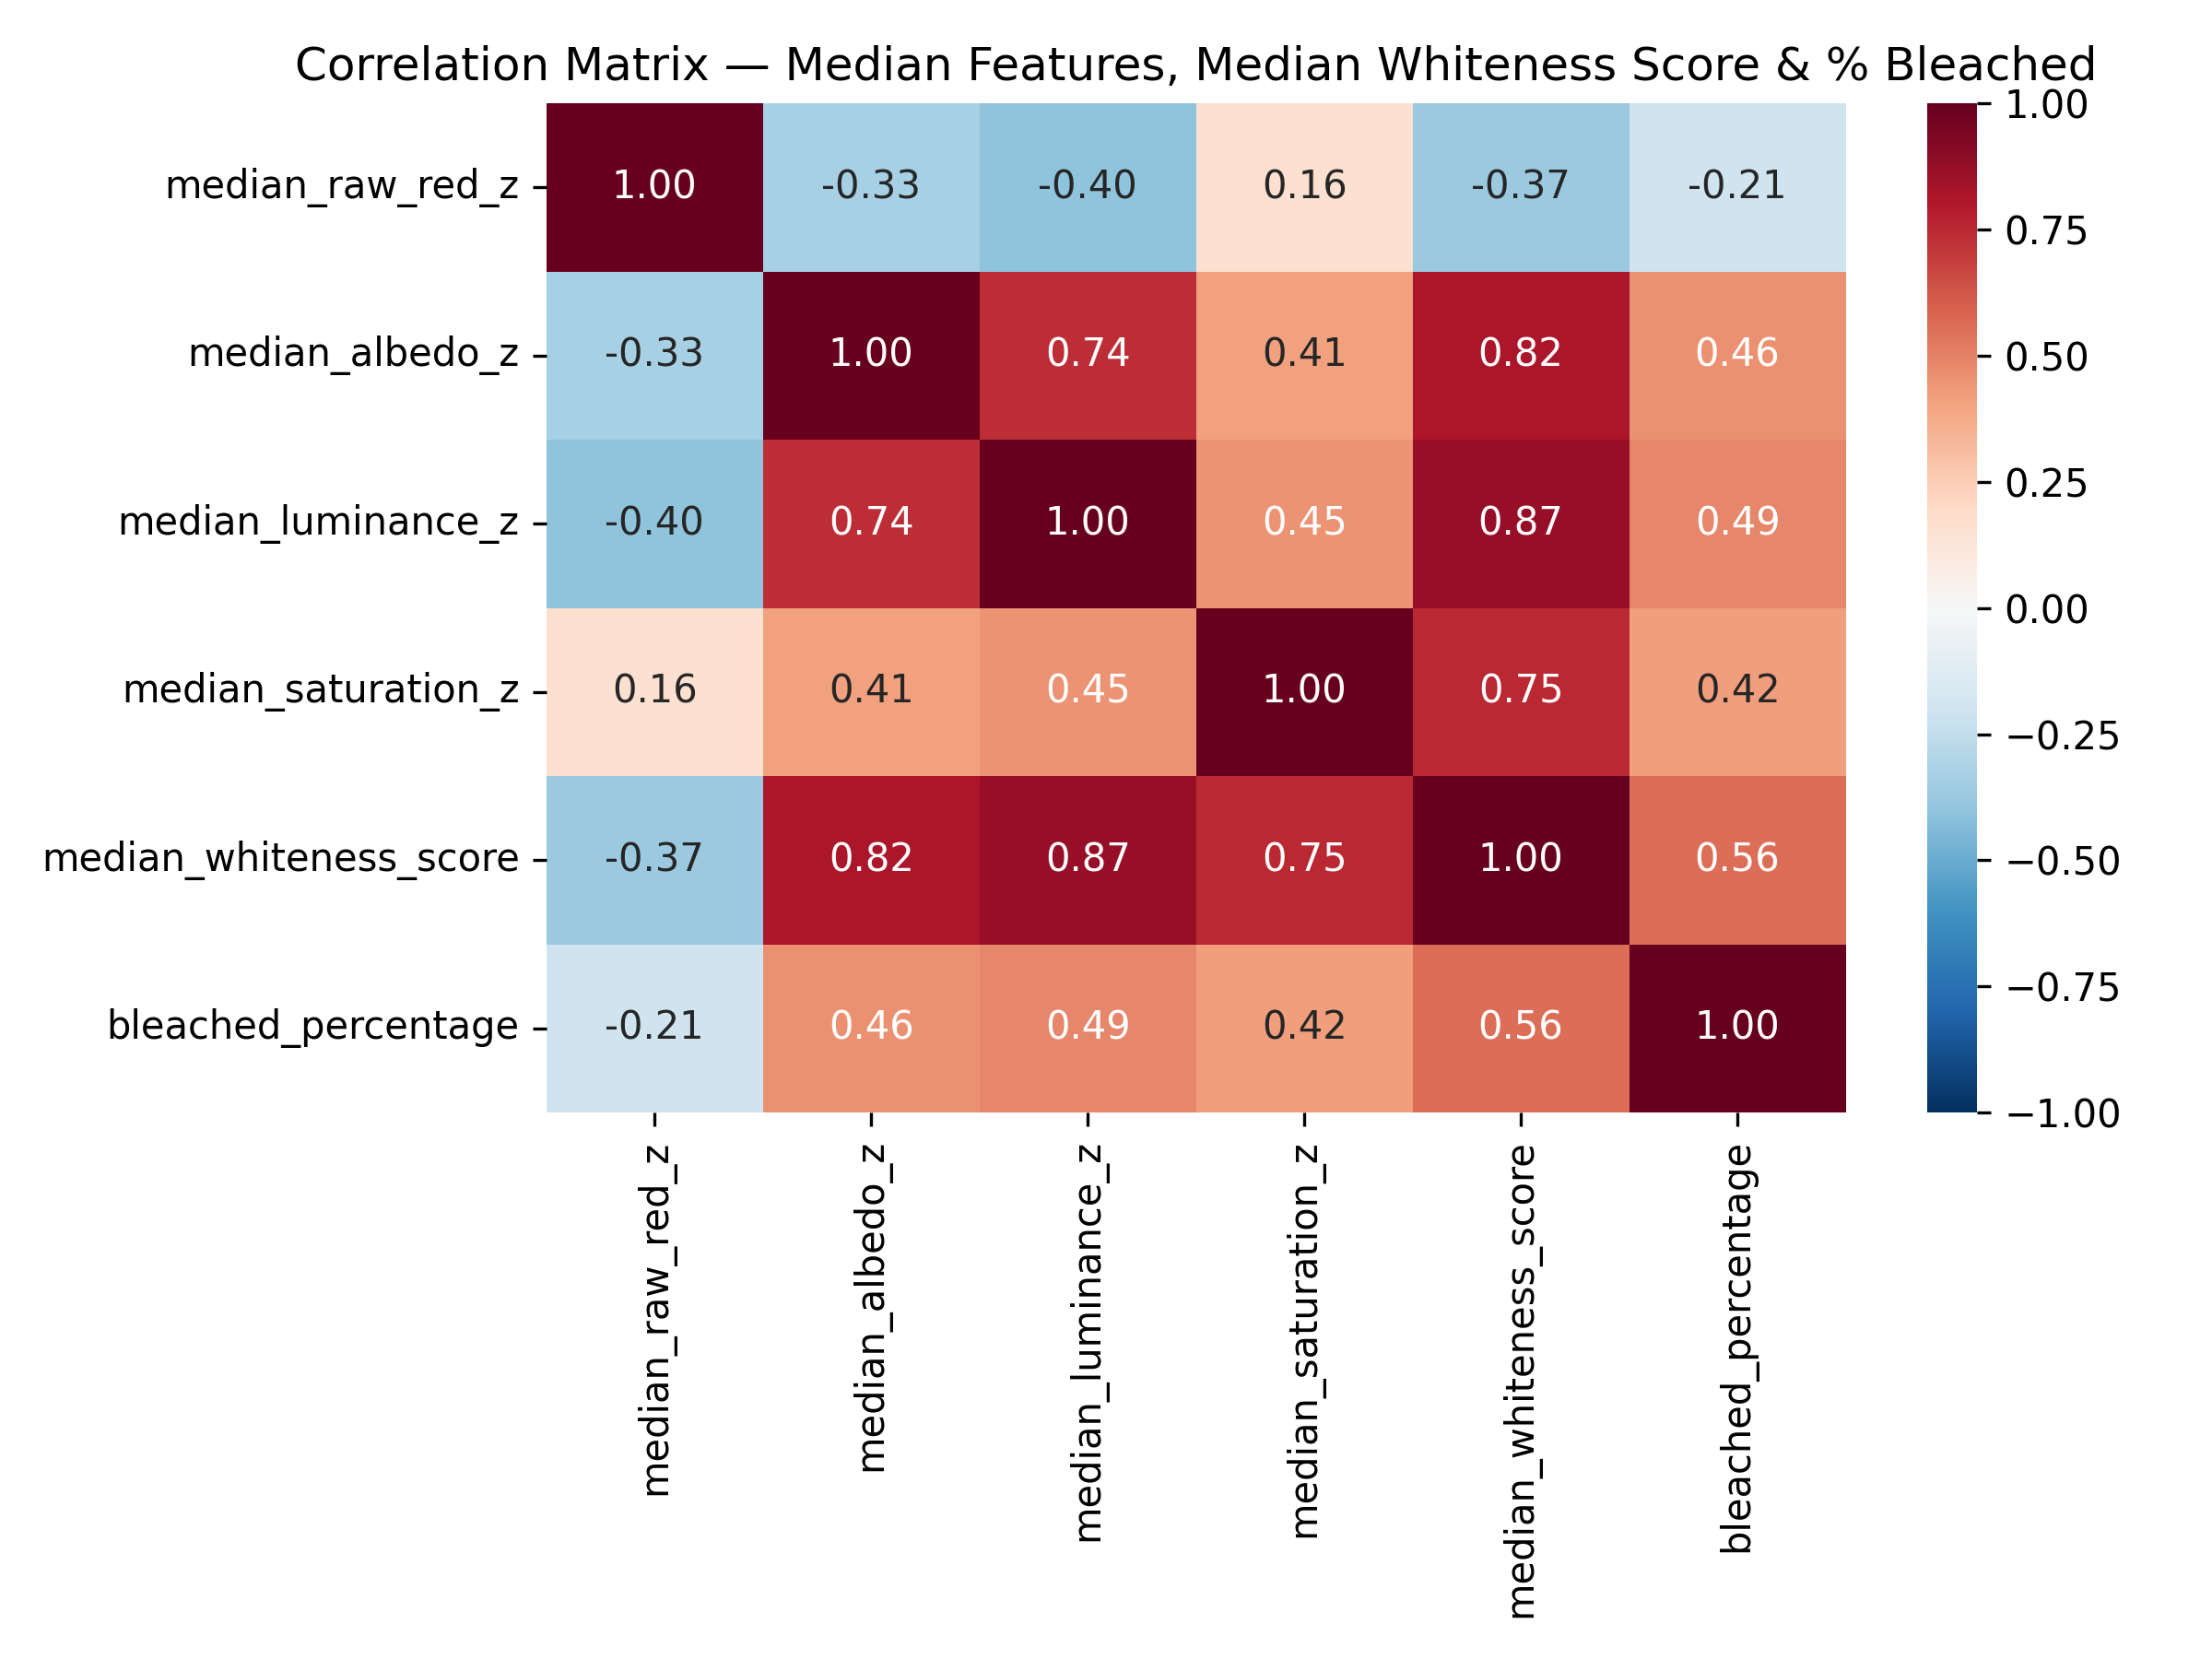 Correlation Matrix — Median Features, Median Whiteness Score & % Bleached
median_raw_red_z 1.00 -0.33 -0.40 0.16 -0.37 -0.21
median_albedo_z -0.33 1.00 0.74 0.41 0.82 0.46
median_luminance_z -0.40 0.74 1.00 0.45 0.87 0.49
median_saturation_z 0.16 0.41 0.45 1.00 0.75 0.42
median_whiteness_score -0.37 0.82 0.87 0.75 1.00 0.56
bleached_percentage -0.21 0.46 0.49 0.42 0.56 1.00
median_raw_red_z
median_albedo_z
median_luminance_z
median_saturation_z
median_whiteness_score
bleached_percentage
1.00
0.75
0.50
0.25
0.00
−0.25
−0.50
−0.75
−1.00